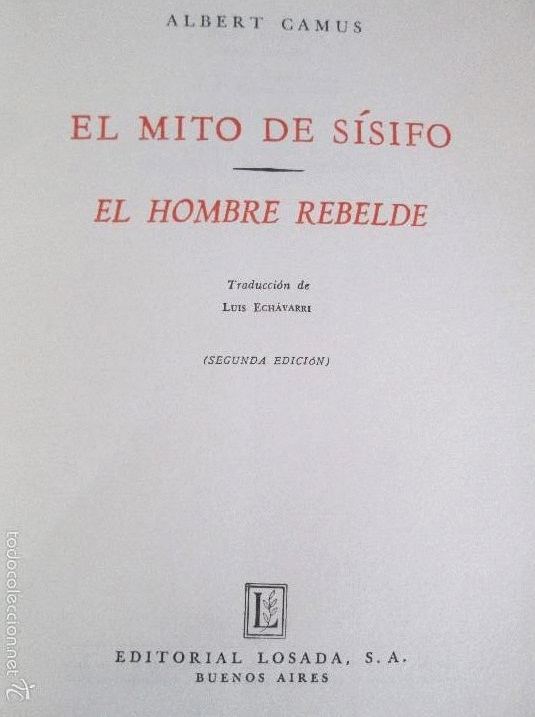 ALBERT CAMUS
EL MITO DE SÍSIFO
EL HOMBRE REBELDE
Traducción de
LUIS ECHÁVARRI
(SEGUNDA EDICIÓN)
L
EDITORIAL LOSADA, S. A.
BUENOS AIRES
todocoleccion.net
tc